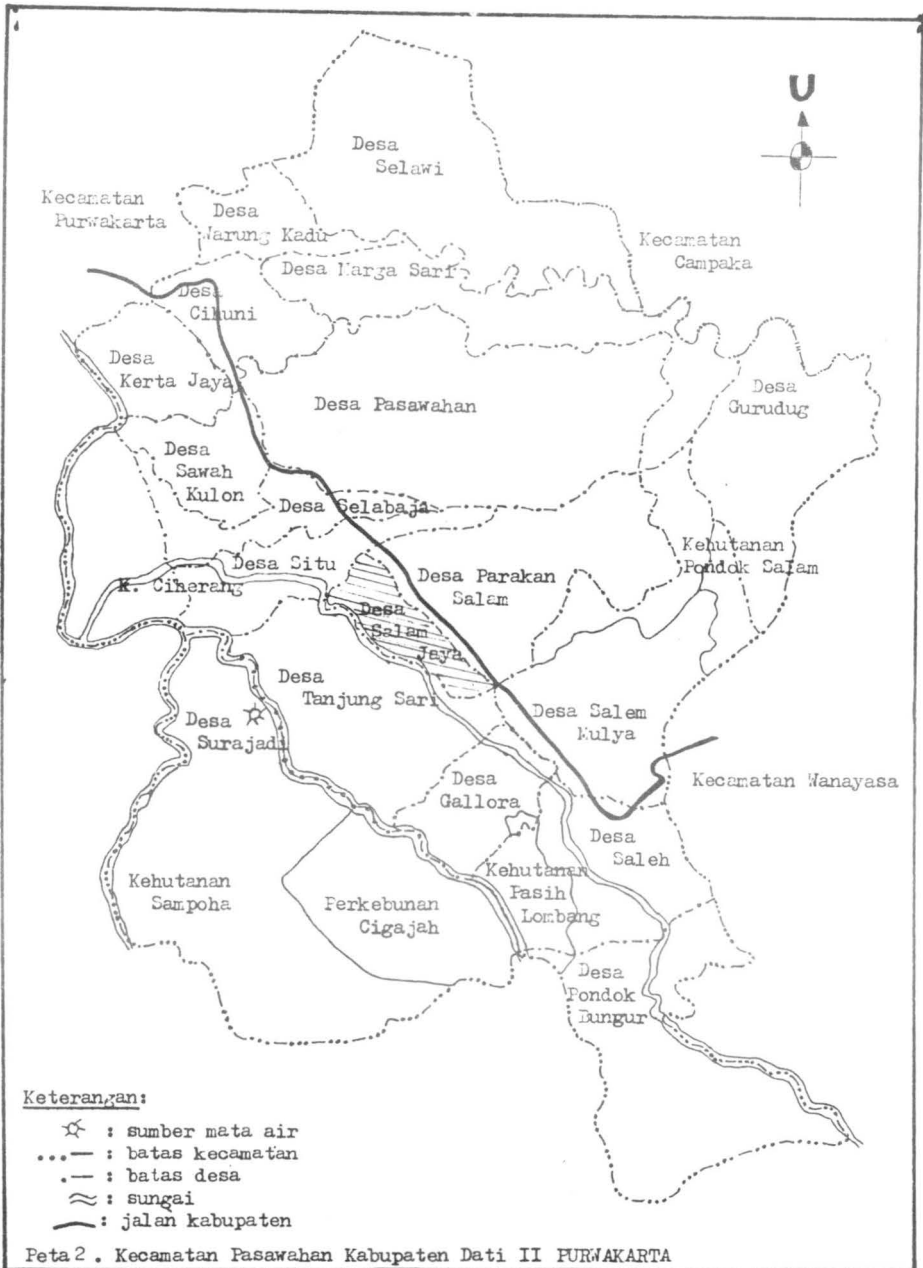 U
Desa
Selawi
Kecamatan
Purwakarta
Desa
Warung Kadu
Kecamatan
Campaka
Desa Marga Sari
Desa
Cikuni
Desa
Kerta Jaya
Desa
Gurudug
Desa Pasawahan
Desa
Sawah
Kulon
Desa Selabaja
Kehutanan
Pondok Salam
Desa Situ
K. Ciherang
Desa Parakan
Salam
Desa
Salam
Jaya
Desa
Tanjung Sari
Desa
Surajadi
Desa Salem
Mulya
Kecamatan Wanayasa
Desa
Gallora
Desa
Saleh
Kehutanan
Sampoha
Perkebunan
Cigajah
Kehutanan
Pasih
Lombang
Desa
Pondok
Bungur
Keterangan:
: sumber mata air
: batas kecamatan
: batas desa
: sungai
: jalan kabupaten
Peta 2 . Kecamatan Pasawahan Kabupaten Dati II PURWAKARTA